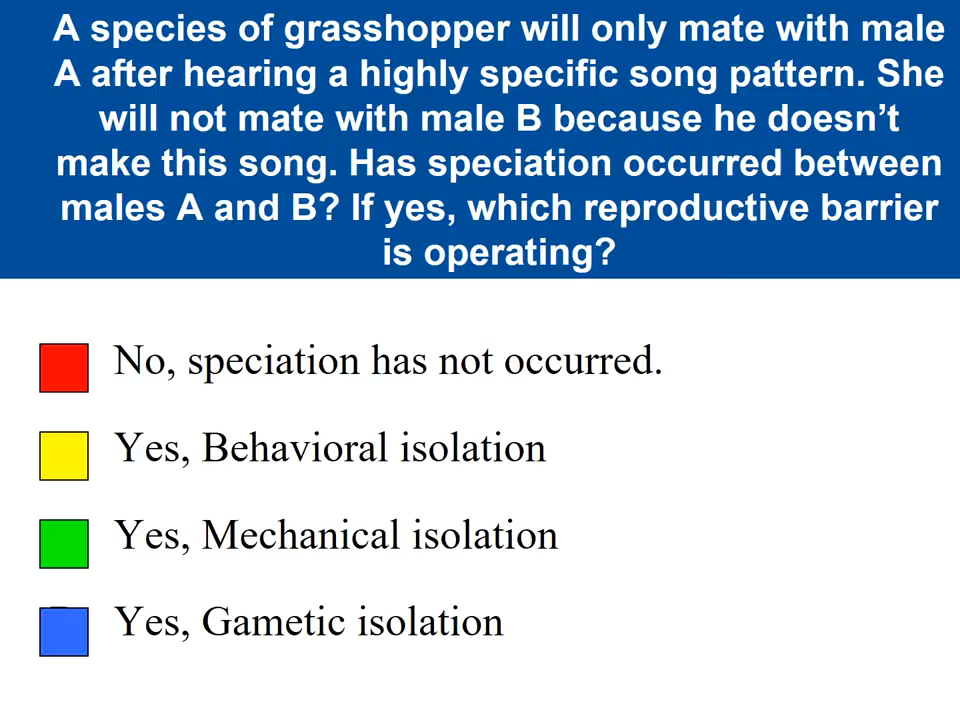 A species of grasshopper will only mate with male
A after hearing a highly specific song pattern. She
will not mate with male B because he doesn’t
make this song. Has speciation occurred between
males A and B? If yes, which reproductive barrier
is operating?
No, speciation has not occurred.
Yes, Behavioral isolation
Yes, Mechanical isolation
Yes, Gametic isolation